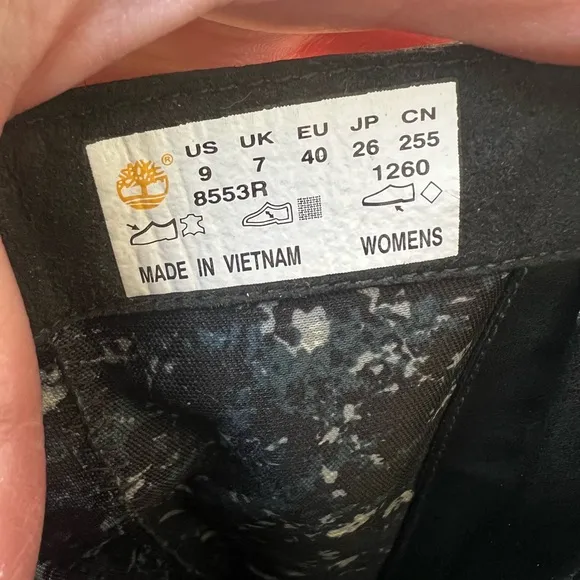 US UK EU JP CN
9 7 40 26 255
8553R 1260
®
MADE IN VIETNAM WOMENS